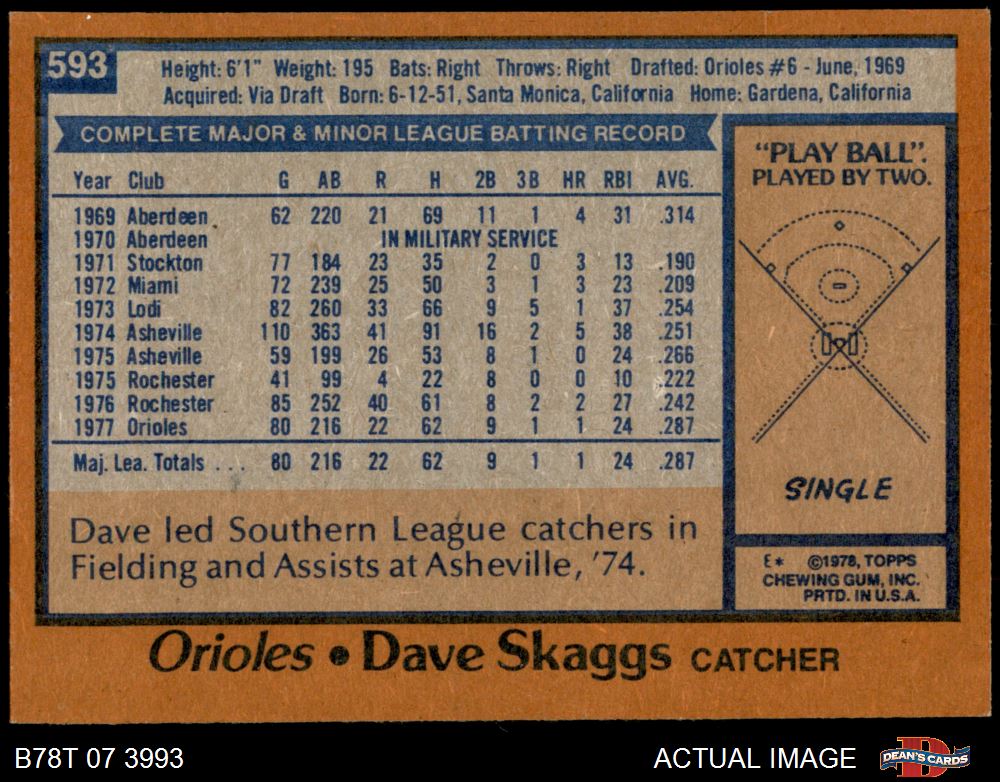 593
Height: 6'1" Weight: 195 Bats: Right Throws: Right Drafted: Orioles #6 - June, 1969
Acquired: Via Draft Born: 6-12-51, Santa Monica, California Home: Gardena, California
COMPLETE MAJOR & MINOR LEAGUE BATTING RECORD
Year Club G AB R H 2B 3B HR RBI AVG.
1969 Aberdeen 62 220 21 69 11 1 4 31 .314
1970 Aberdeen IN MILITARY SERVICE
1971 Stockton 77 184 23 35 2 0 3 13 .190
1972 Miami 72 239 25 50 3 1 3 23 .209
1973 Lodi 82 260 33 66 9 5 1 37 .254
1974 Asheville 110 363 41 91 16 2 5 38 .251
1975 Asheville 59 199 26 53 8 1 0 24 .266
1975 Rochester 41 99 4 22 8 0 0 10 .222
1976 Rochester 85 252 40 61 8 2 2 27 .242
1977 Orioles 80 216 22 62 9 1 1 24 .287
Maj. Lea. Totals ... 80 216 22 62 9 1 1 24 .287
Dave led Southern League catchers in
Fielding and Assists at Asheville, '74.
"PLAY BALL".
PLAYED BY TWO.
SINGLE
E* ©1978, TOPPS
CHEWING GUM, INC.
PRTD. IN U.S.A.
Orioles • Dave Skaggs CATCHER
B78T 07 3993
ACTUAL IMAGE
DEAN'S CARDS